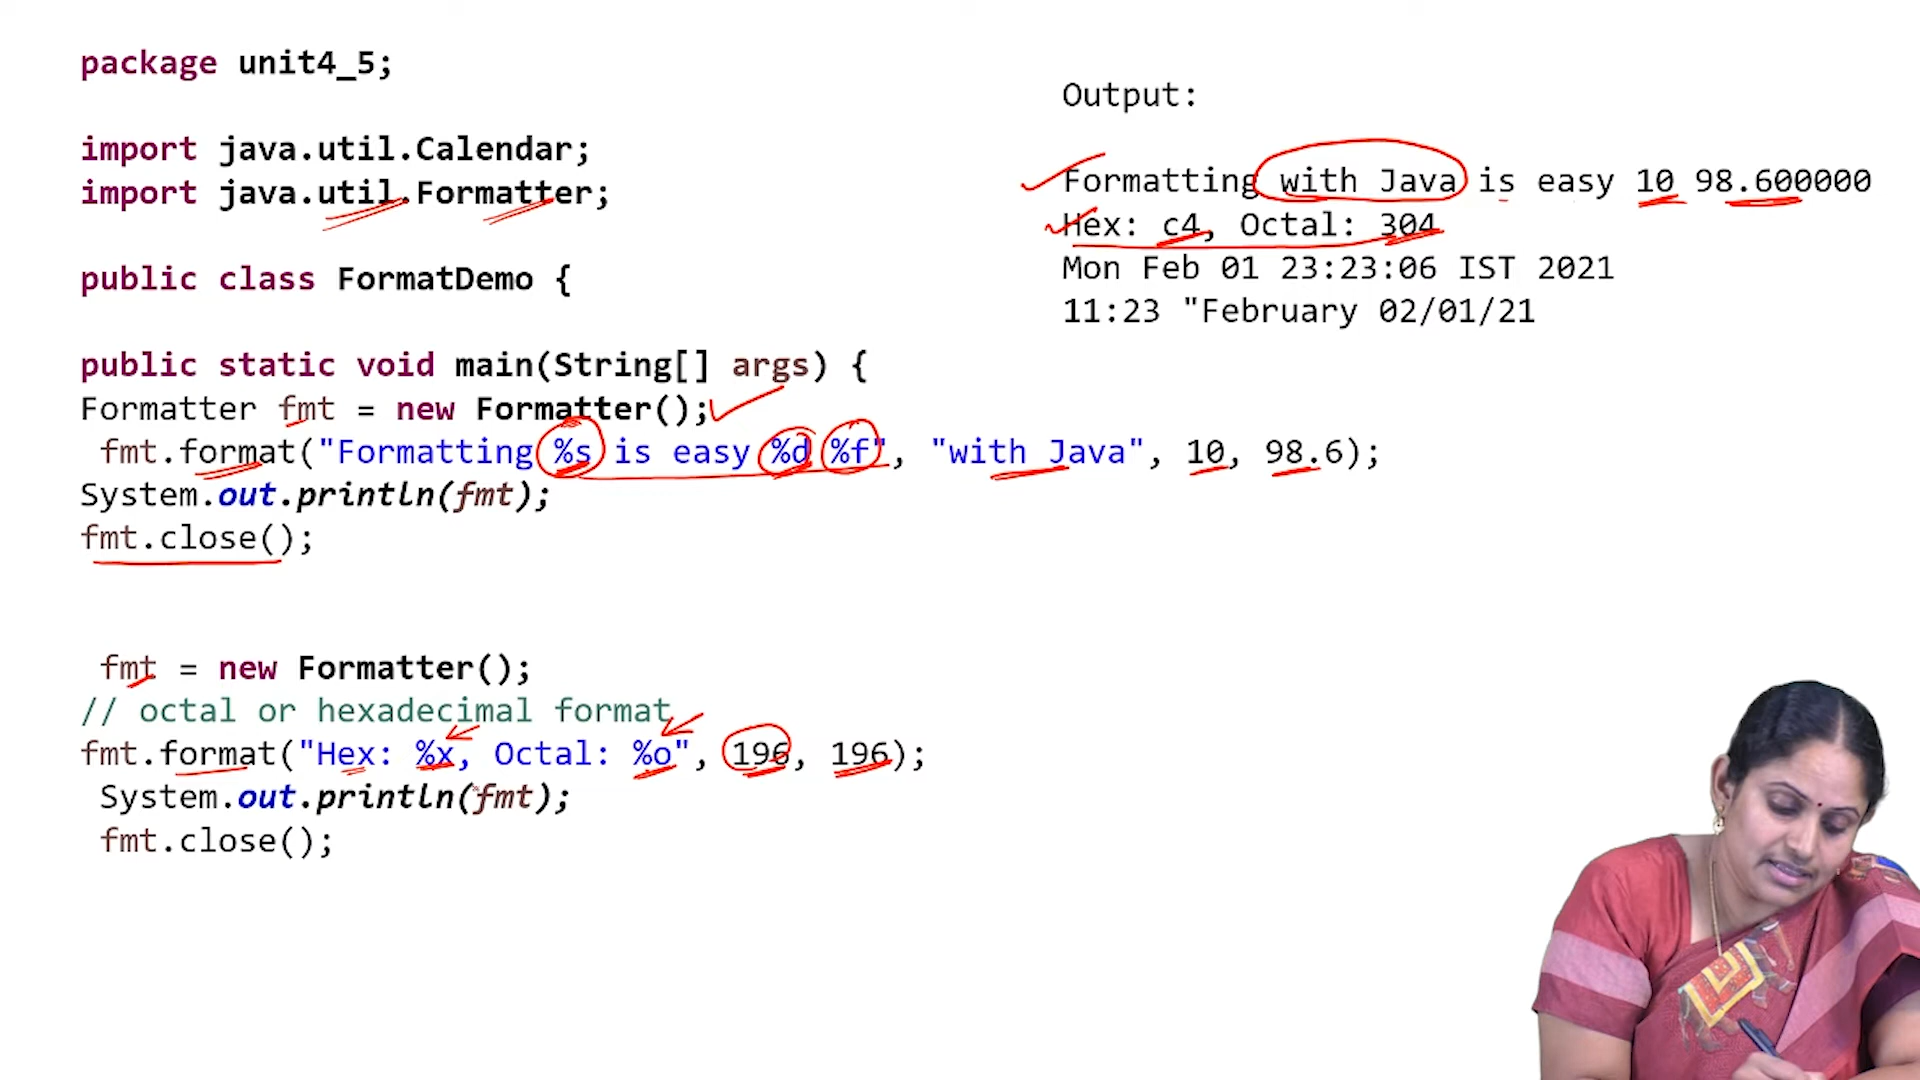 package unit4_5;
import java.util.Calendar;
import java.util.Formatter;
public class FormatDemo {
public static void main(String[] args) {
Formatter fmt = new Formatter();
fmt.format("Formatting %s is easy %d %f", "with Java", 10, 98.6);
System.out.println(fmt);
fmt.close();
fmt = new Formatter();
// octal or hexadecimal format
fmt.format("Hex: %x, Octal: %o", 196, 196);
System.out.println(fmt);
fmt.close();
Output:
Formatting with Java is easy 10 98.600000
Hex: c4, Octal: 304
Mon Feb 01 23:23:06 IST 2021
11:23 "February 02/01/21